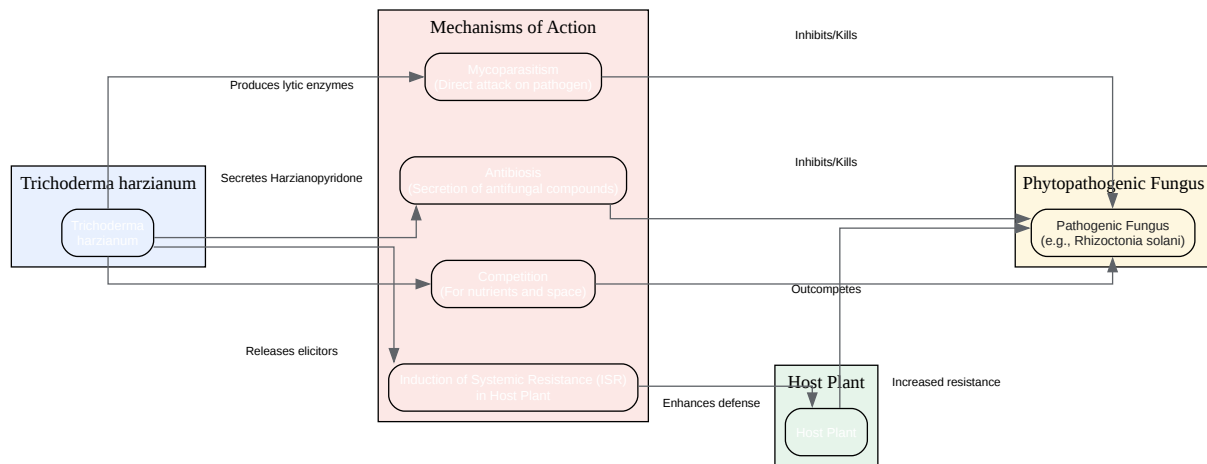 Mechanisms of Action
Inhibits/Kills
Mycoparasitism
(Direct attack on pathogen)
Produces lytic enzymes
Trichoderma harzianum
Secretes Harzianopyridone
Antibiosis
(Secretion of antifungal compounds)
Inhibits/Kills
Phytopathogenic Fungus
Trichoderma
harzianum
Pathogenic Fungus
(e.g., Rhizoctonia solani)
Competition
(For nutrients and space)
Outcompetes
Releases elicitors
Induction of Systemic Resistance (ISR)
in Host Plant
Enhances defense
Host Plant
Increased resistance
Host Plant